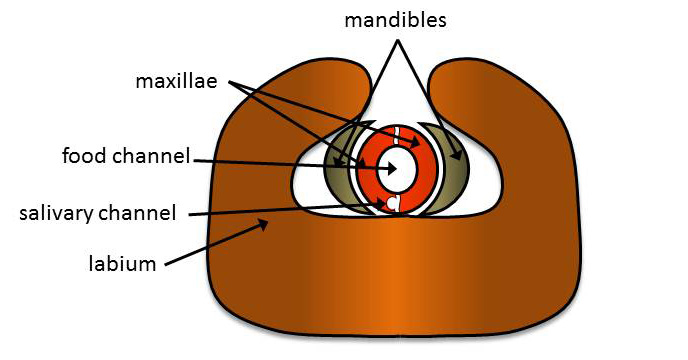 mandibles
maxillae
food channel
salivary channel
labium